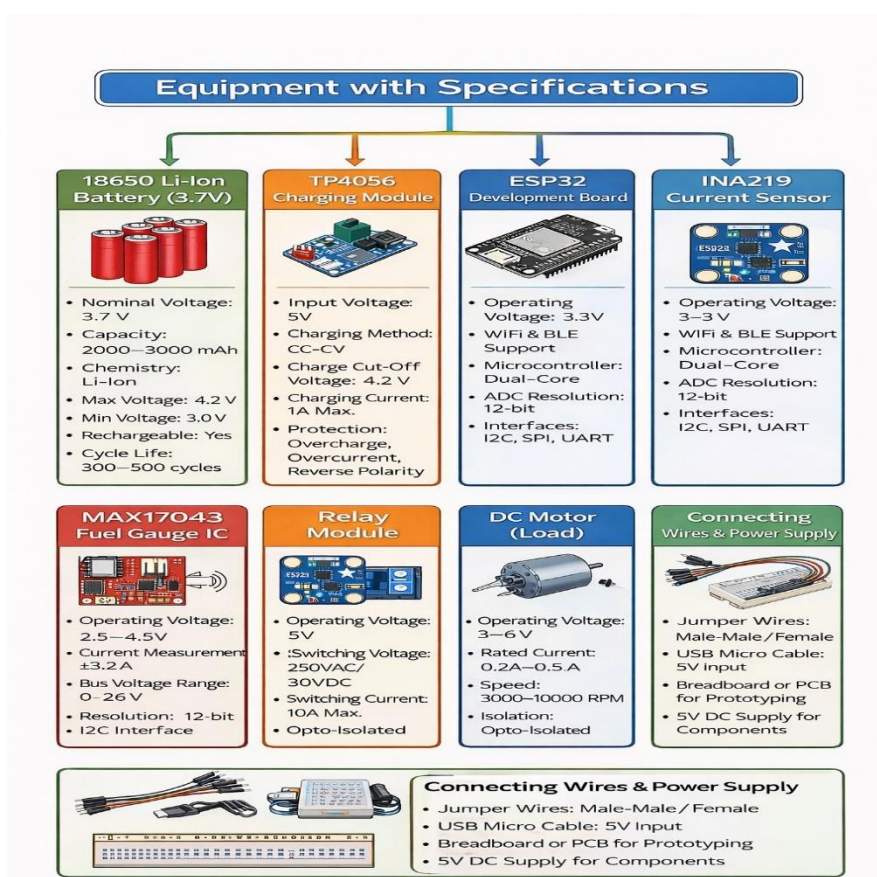 Equipment with Specifications
18650 Li-Ion
Battery (3.7V)
• Nominal Voltage:
3.7 V
• Capacity:
2000–3000 mAh
• Chemistry:
Li-Ion
• Max Voltage: 4.2 V
• Min Voltage: 3.0 V
• Rechargeable: Yes
• Cycle Life:
300–500 cycles
TP4056
Charging Module
• Input Voltage:
5V
• Charging Method:
CC-CV
• Charge Cut-Off
Voltage: 4.2 V
• Charging Current:
1A Max.
• Protection:
Overcharge,
Overcurrent,
Reverse Polarity
ESP32
Development Board
• Operating
Voltage: 3.3V
• WiFi & BLE
Support
• Microcontroller:
Dual-Core
• ADC Resolution:
12-bit
• Interfaces:
I2C, SPI, UART
INA219
Current Sensor
• Operating Voltage:
3–3 V
• WIFi & BLE Support
• Microcontroller:
Dual-Core
• ADC Resolution:
12-bit
• Interfaces:
I2C, SPI, UART
MAX17043
Fuel Gauge IC
• Operating Voltage:
2.5–4.5V
• Current Measurement
±3.2 A
• Bus Voltage Range:
0-26 V
• Resolution: 12-bit
• I2C Interface
Relay
Module
• Operating Voltage:
5V
• Switching Voltage:
250VAC/
30VDC
• Switching Current:
10A Max.
• Opto-Isolated
DC Motor
(Load)
• Operating Voltage:
3–6 V
• Rated Current:
0.2A–0.5 A
• Speed:
3000–10000 RPM
• Isolation:
Opto-Isolated
Connecting
Wires & Power Supply
• Jumper Wires:
Male-Male / Female
• USB Micro Cable:
5V input
• Breadboard or PCB
for Prototyping
• 5V DC Supply for
Components
Connecting Wires & Power Supply
• Jumper Wires: Male-Male / Female
• USB Micro Cable: 5V Input
• Breadboard or PCB for Prototyping
• 5V DC Supply for Components